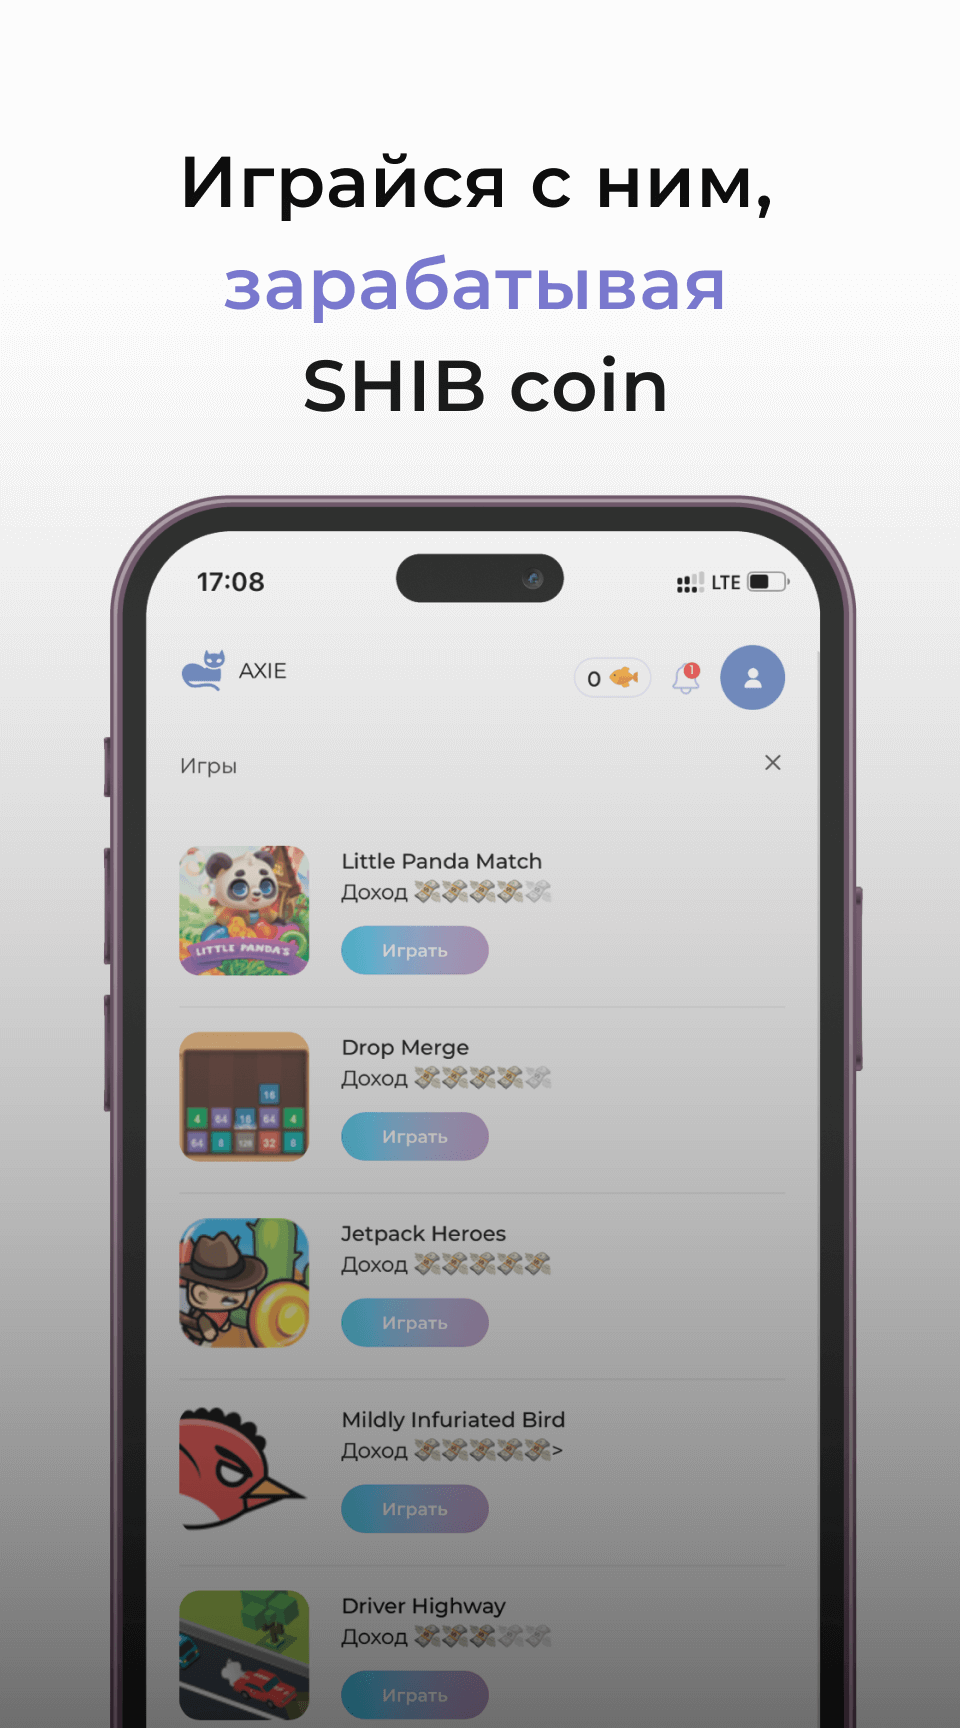 Играйся с ним,
зарабатывая
SHIB coin
17:08
LTE
AXIE
0
1
Игры
Little Panda Match
Доход
LITTLE PANDA'S
Играть
Drop Merge
Доход
16
4 64 16 64 4
64 8 128 32 8
Играть
Jetpack Heroes
Доход
Играть
Mildly Infuriated Bird
Доход >
Играть
Driver Highway
Доход
Играть